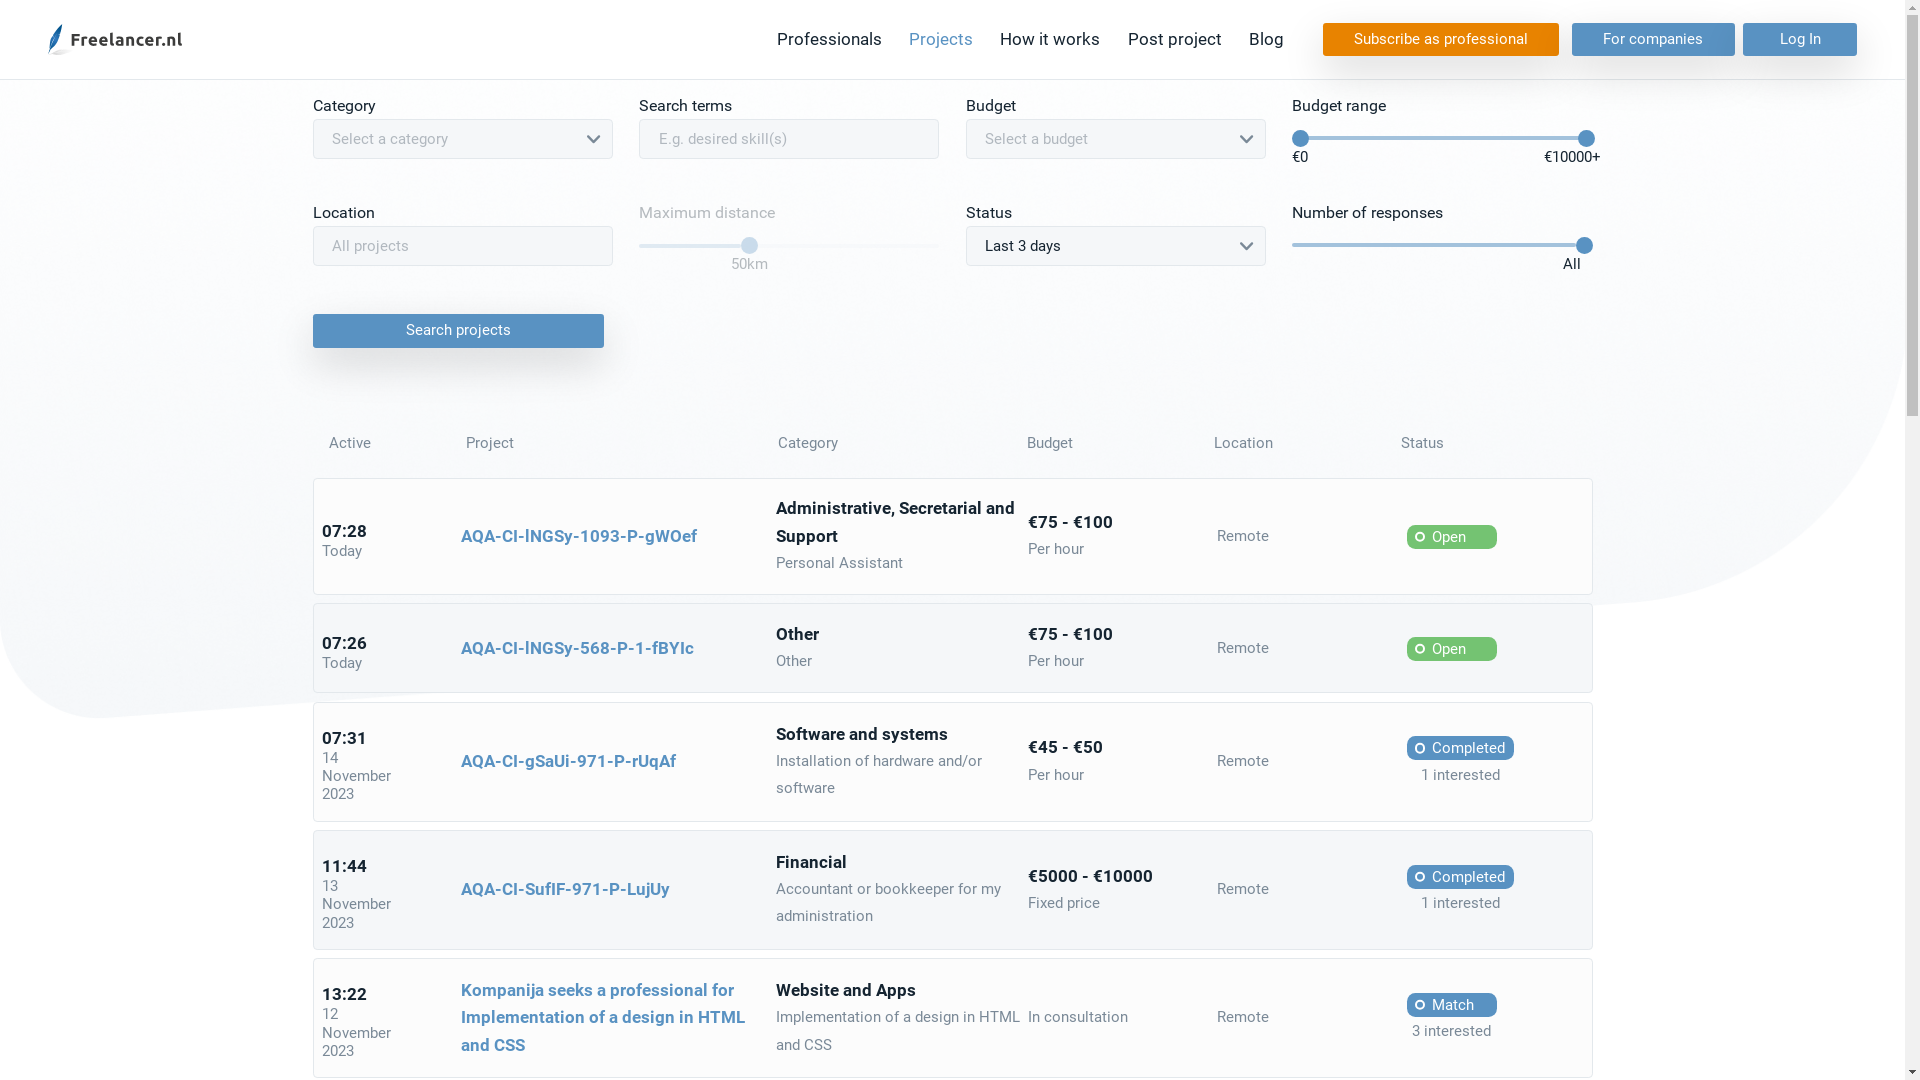 Freelancer.nl
Professionals Projects How it works Post project Blog Subscribe as professional For companies Log In
Category Search terms Budget Budget range
Select a category E.g. desired skill(s) Select a budget
€0 €10000+
Location Maximum distance Status Number of responses
All projects Last 3 days
50km All
Search projects
Active Project Category Budget Location Status
07:28
Today
AQA-CI-lNGSy-1093-P-gWOef
Administrative, Secretarial and
Support
Personal Assistant
€75 - €100
Per hour
Remote
Open
07:26
Today
AQA-CI-lNGSy-568-P-1-fBYIc
Other
Other
€75 - €100
Per hour
Remote
Open
07:31
14
November
2023
AQA-CI-gSaUi-971-P-rUqAf
Software and systems
Installation of hardware and/or
software
€45 - €50
Per hour
Remote
Completed
1 interested
11:44
13
November
2023
AQA-CI-SufIF-971-P-LujUy
Financial
Accountant or bookkeeper for my
administration
€5000 - €10000
Fixed price
Remote
Completed
1 interested
13:22
12
November
2023
Kompanija seeks a professional for
Implementation of a design in HTML
and CSS
Website and Apps
Implementation of a design in HTML
and CSS
In consultation
Remote
Match
3 interested